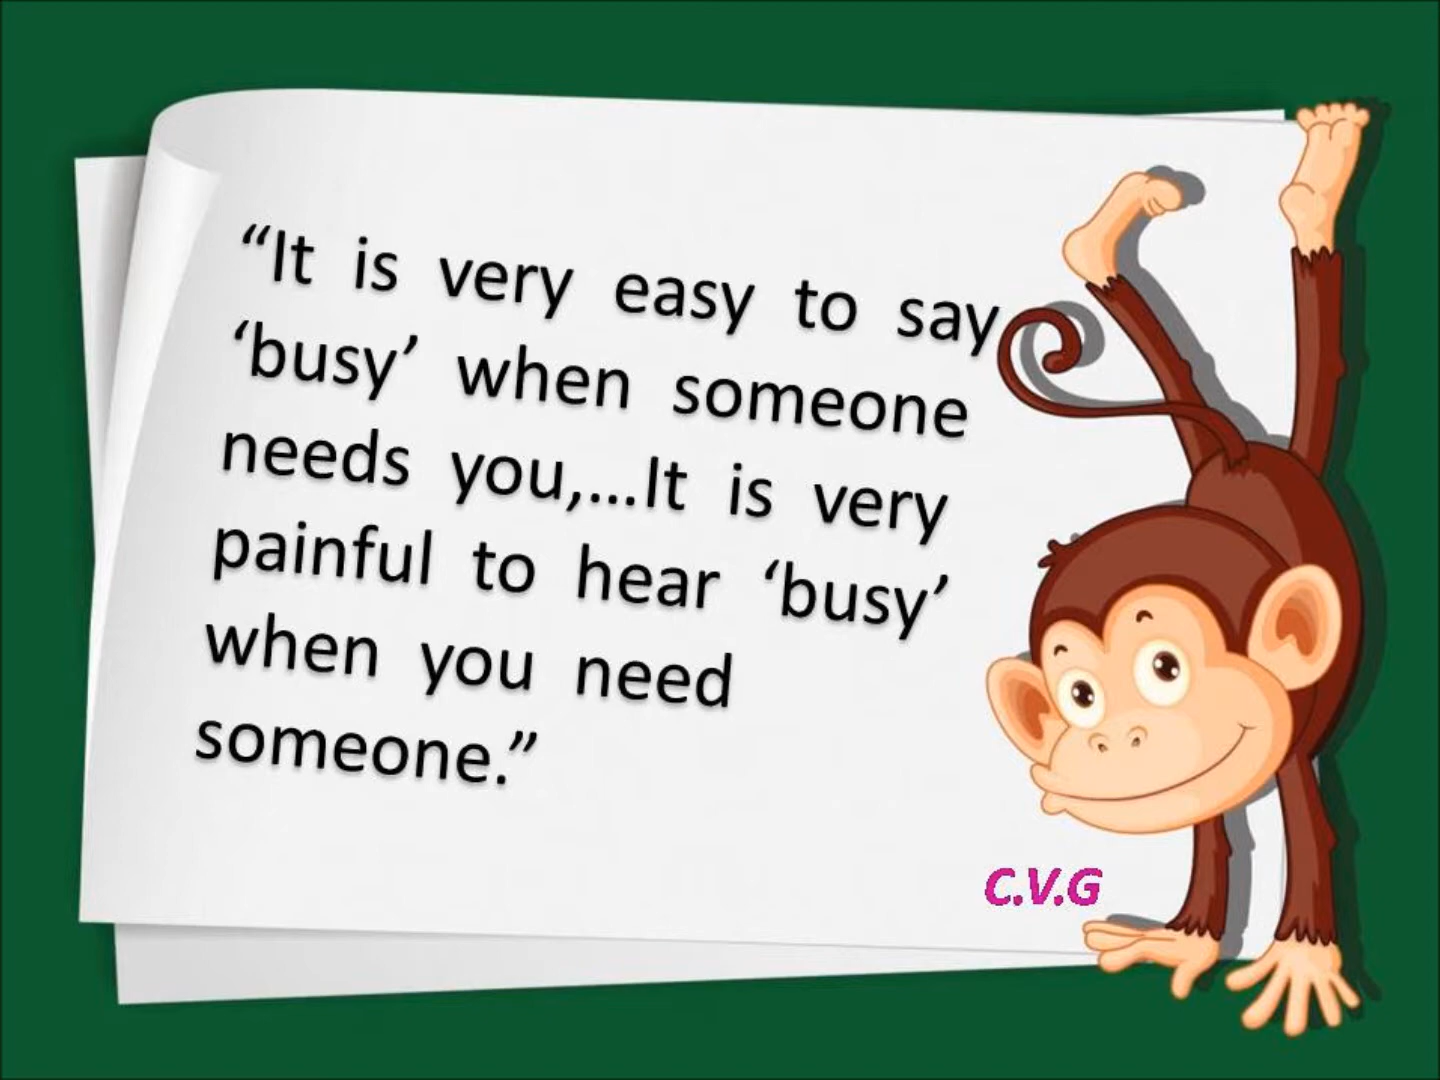 “It is very easy to say
‘busy’ when someone
needs you,...It is very
painful to hear ‘busy’
when you need
someone.”
C.V.G